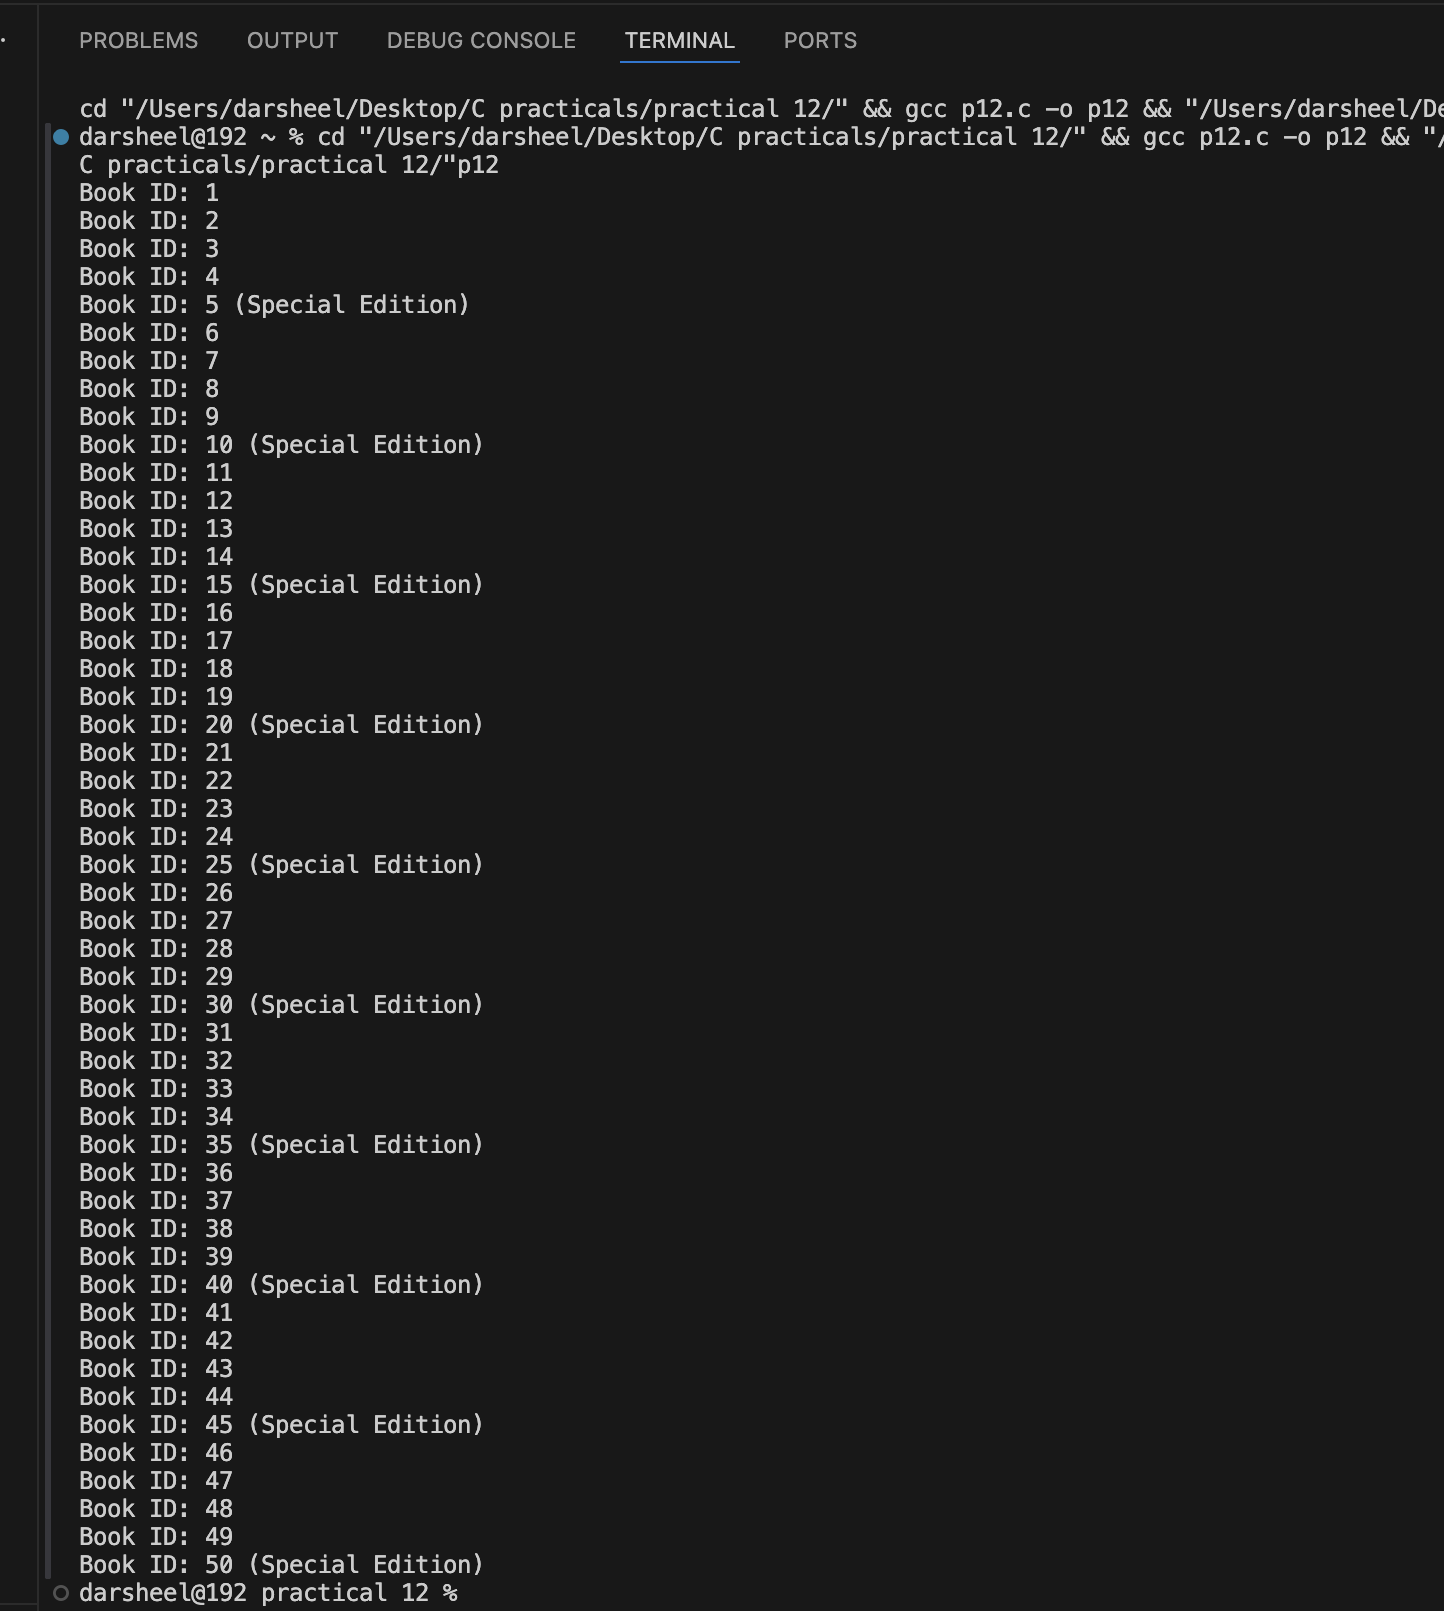 PROBLEMS OUTPUT DEBUG CONSOLE TERMINAL PORTS
cd "/Users/darsheel/Desktop/C practicals/practical 12/" && gcc p12.c -o p12 && "/Users/darsheel/De
darsheel@192 ~ % cd "/Users/darsheel/Desktop/C practicals/practical 12/" && gcc p12.c -o p12 && "/
C practicals/practical 12/"p12
Book ID: 1
Book ID: 2
Book ID: 3
Book ID: 4
Book ID: 5 (Special Edition)
Book ID: 6
Book ID: 7
Book ID: 8
Book ID: 9
Book ID: 10 (Special Edition)
Book ID: 11
Book ID: 12
Book ID: 13
Book ID: 14
Book ID: 15 (Special Edition)
Book ID: 16
Book ID: 17
Book ID: 18
Book ID: 19
Book ID: 20 (Special Edition)
Book ID: 21
Book ID: 22
Book ID: 23
Book ID: 24
Book ID: 25 (Special Edition)
Book ID: 26
Book ID: 27
Book ID: 28
Book ID: 29
Book ID: 30 (Special Edition)
Book ID: 31
Book ID: 32
Book ID: 33
Book ID: 34
Book ID: 35 (Special Edition)
Book ID: 36
Book ID: 37
Book ID: 38
Book ID: 39
Book ID: 40 (Special Edition)
Book ID: 41
Book ID: 42
Book ID: 43
Book ID: 44
Book ID: 45 (Special Edition)
Book ID: 46
Book ID: 47
Book ID: 48
Book ID: 49
Book ID: 50 (Special Edition)
darsheel@192 practical 12 %